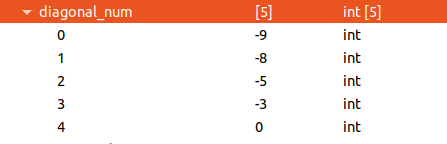 diagonal_num [5] int [5]
0 -9 int
1 -8 int
2 -5 int
3 -3 int
4 0 int